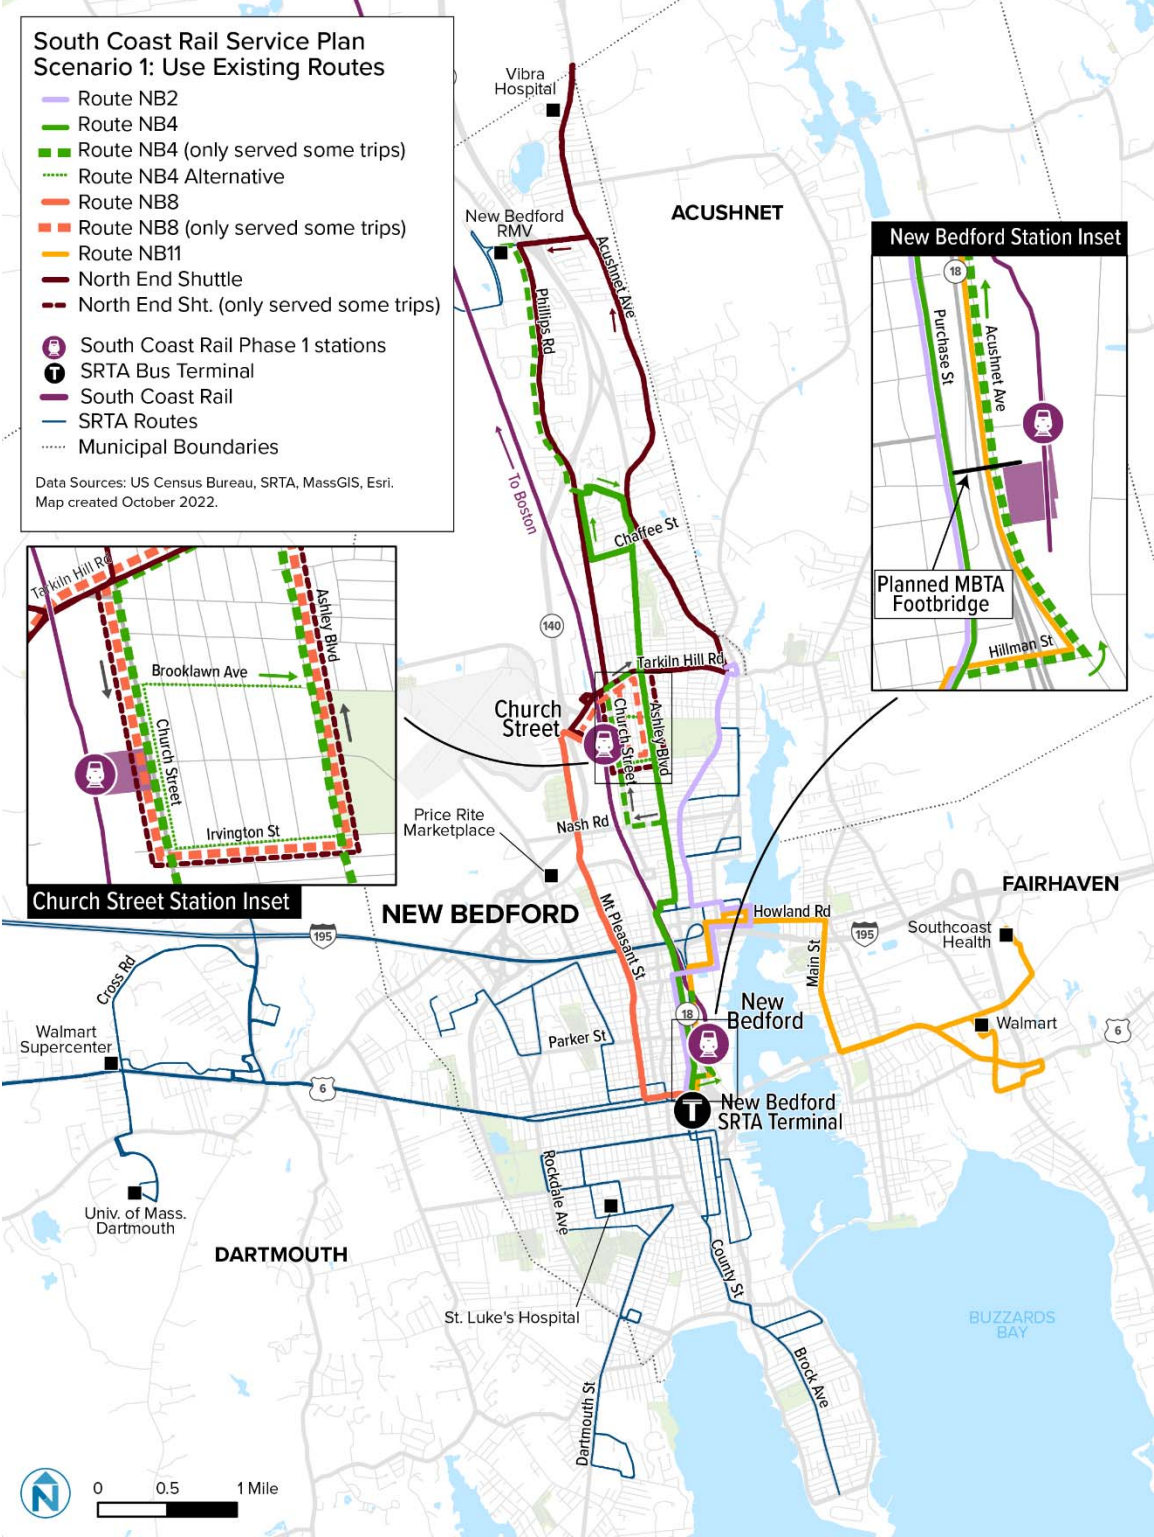 South Coast Rail Service Plan
Scenario 1: Use Existing Routes
Route NB2
Route NB4
Route NB4 (only served some trips)
Route NB4 Alternative
Route NB8
Route NB8 (only served some trips)
Route NB11
North End Shuttle
North End Sht. (only served some trips)
South Coast Rail Phase 1 stations
T
SRTA Bus Terminal
South Coast Rail
SRTA Routes
Municipal Boundaries
Data Sources: US Census Bureau, SRTA, MassGIS, Esri.
Map created October 2022.
Vibra
Hospital
ACUSHNET
New Bedford
RMV
Acushnet Ave
Phillips Rd
To Boston
Chaffee St
140
Tarkiln Hill Rd
Church
Street
Church Street
Ashley Blvd
Price Rite
Marketplace
Nash Rd
Mt Pleasant St
NEW BEDFORD
Howland Rd
FAIRHAVEN
Southcoast
Health
195
195
Main St
Cross Rd
Walmart
Supercenter
Parker St
18
New
Bedford
Walmart
6
6
T
New Bedford
SRTA Terminal
Rockdale Ave
Univ. of Mass.
Dartmouth
DARTMOUTH
County St
St. Luke's Hospital
BUZZARDS
BAY
Brock Ave
Dartmouth St
N
0
0.5
1 Mile
New Bedford Station Inset
18
Purchase St
Acushnet Ave
Planned MBTA
Footbridge
Hillman St
Tarkiln Hill Rd
Ashley Blvd
Brooklawn Ave
Church Street
Irvington St
Church Street Station Inset